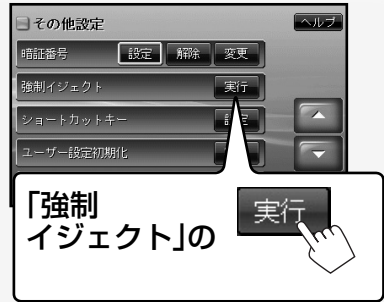 その他設定
ヘルプ
暗証番号 設定 解除 変更
強制イジェクト 実行
ショートカットキー
ユーザー設定初期化
「強制
イジェクト」の 実行